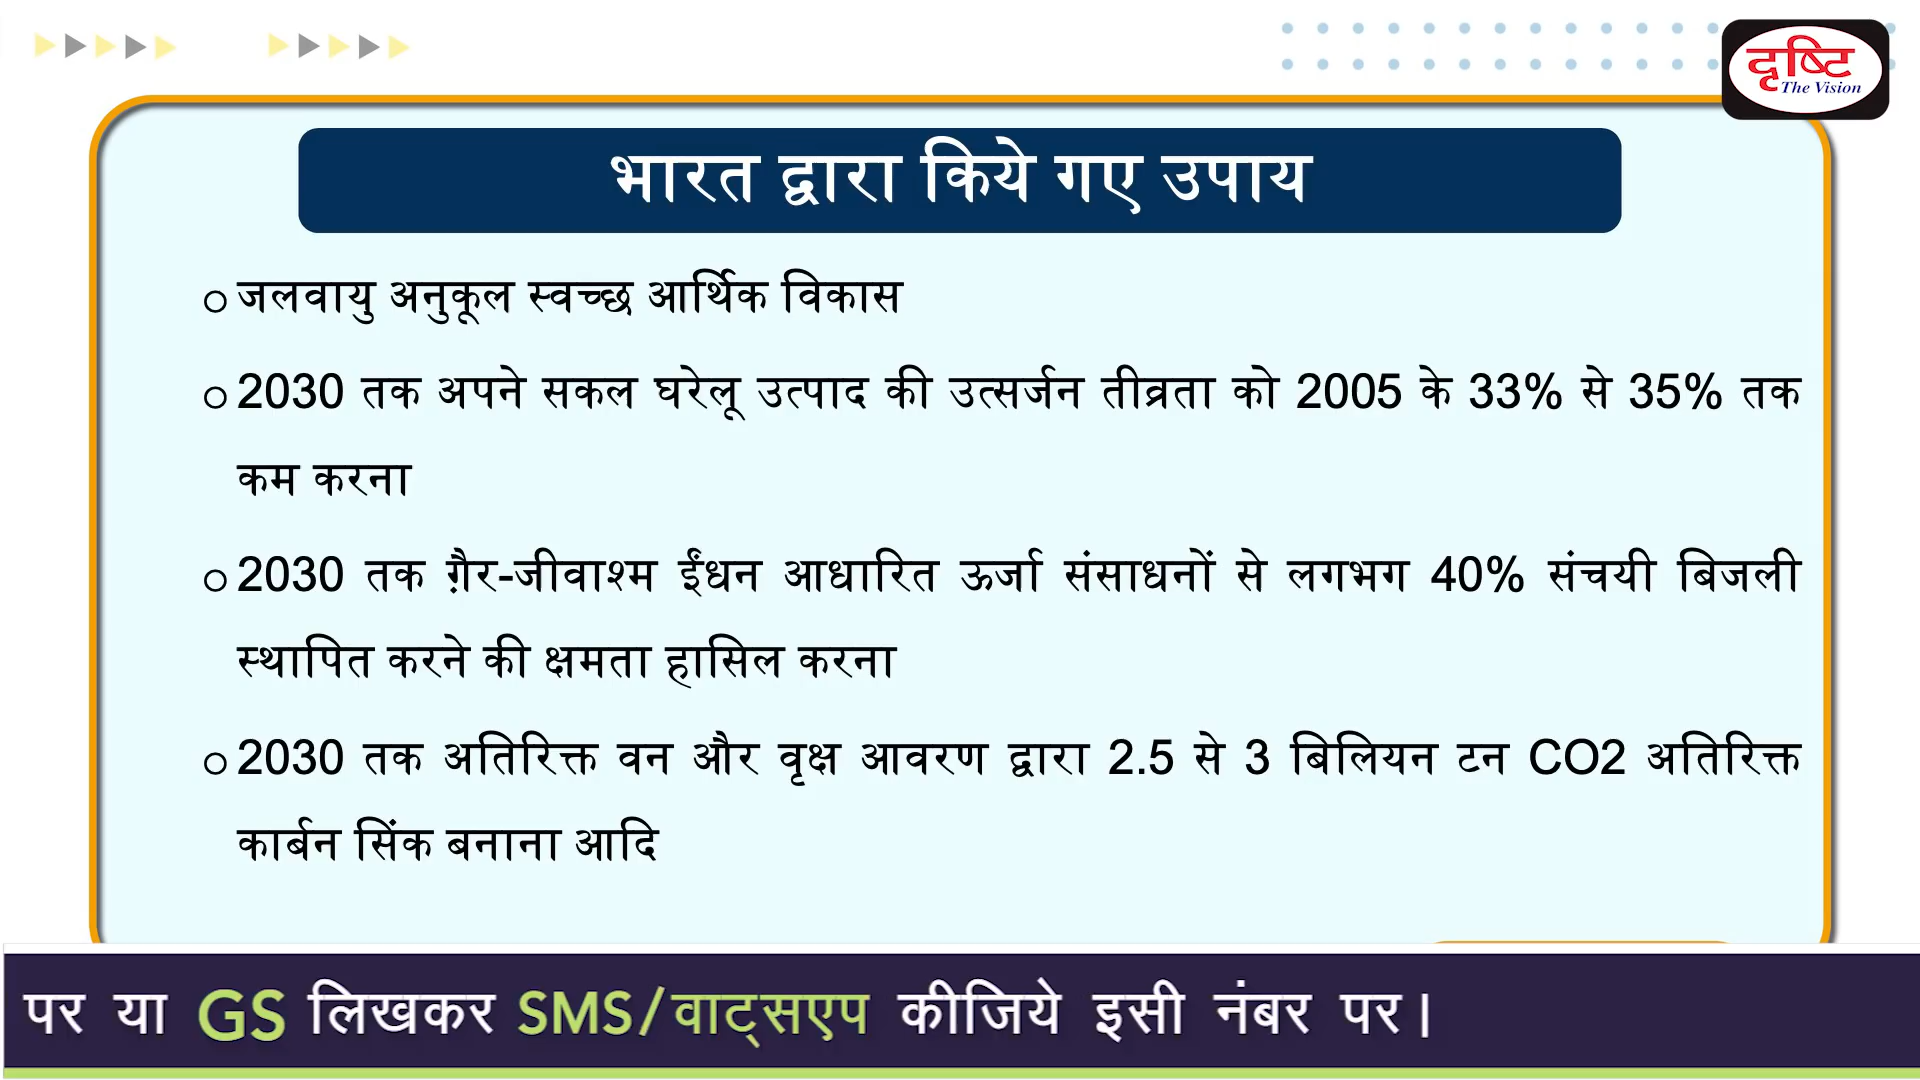 दृष्टि
The Vision
भारत द्वारा किये गए उपाय
जलवायु अनुकूल स्वच्छ आर्थिक विकास
2030 तक अपने सकल घरेलू उत्पाद की उत्सर्जन तीव्रता को 2005 के 33% से 35% तक
कम करना
2030 तक ग़ैर-जीवाश्म ईंधन आधारित ऊर्जा संसाधनों से लगभग 40% संचयी बिजली
स्थापित करने की क्षमता हासिल करना
2030 तक अतिरिक्त वन और वृक्ष आवरण द्वारा 2.5 से 3 बिलियन टन CO2 अतिरिक्त
कार्बन सिंक बनाना आदि
पर या GS लिखकर SMS/वाट्सएप कीजिये इसी नंबर पर।